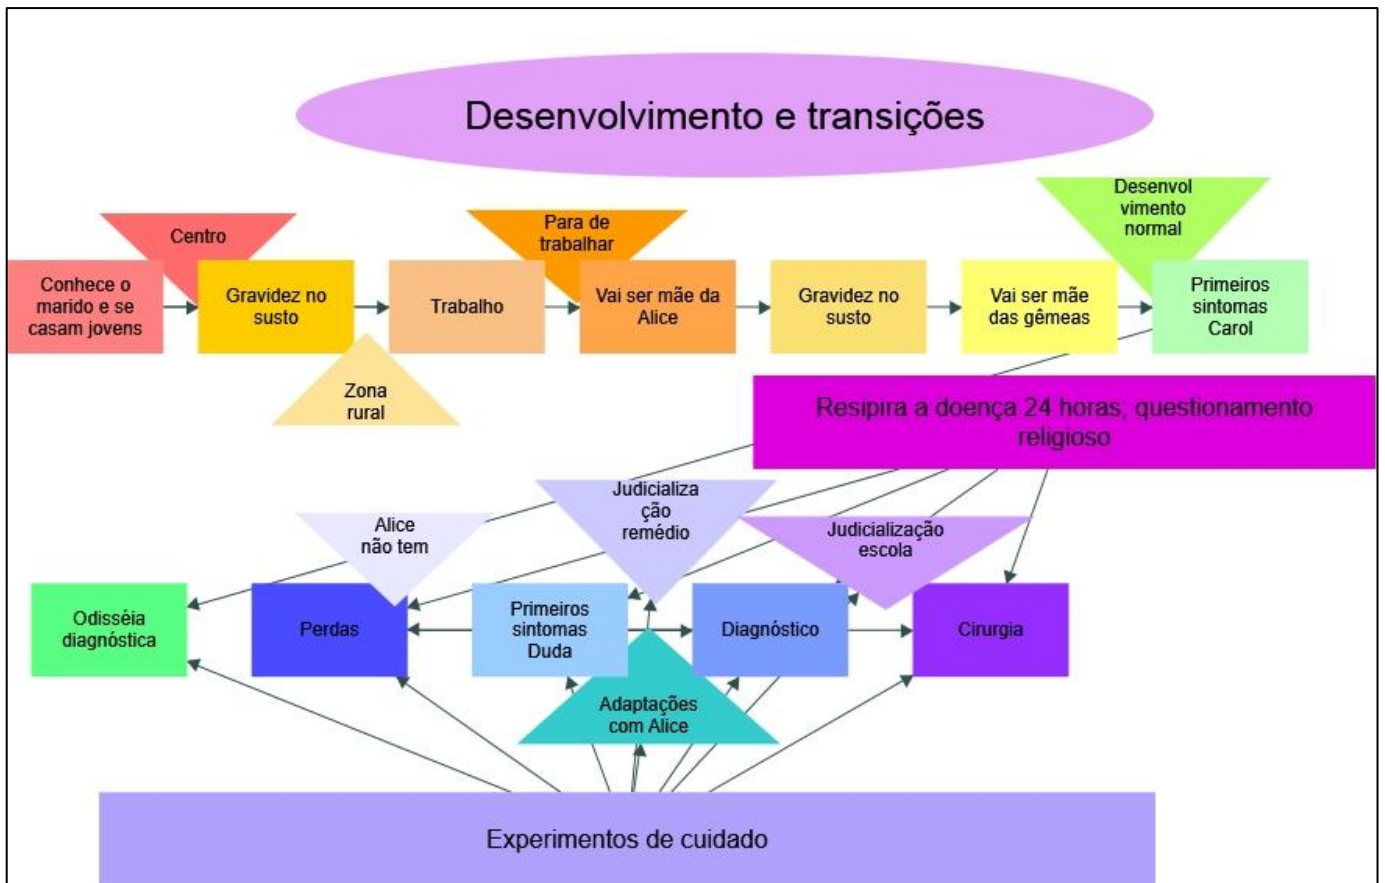 Desenvolvimento e transições
Centro
Para de
trabalhar
Desenvol
vimento
normal
Conhece o
marido e se
casam jovens
Gravidez no
susto
Trabalho
Vai ser mãe da
Alice
Gravidez no
susto
Vai ser mãe
das gêmeas
Primeiros
sintomas
Carol
Zona
rural
Resipira a doença 24 horas; questionamento
religioso
Alice
não tem
Judicializa
ção
remédio
Judicialização
escola
Odisséia
diagnóstica
Perdas
Primeiros
sintomas
Duda
Diagnóstico
Cirurgia
Adaptações
com Alice
Experimentos de cuidado